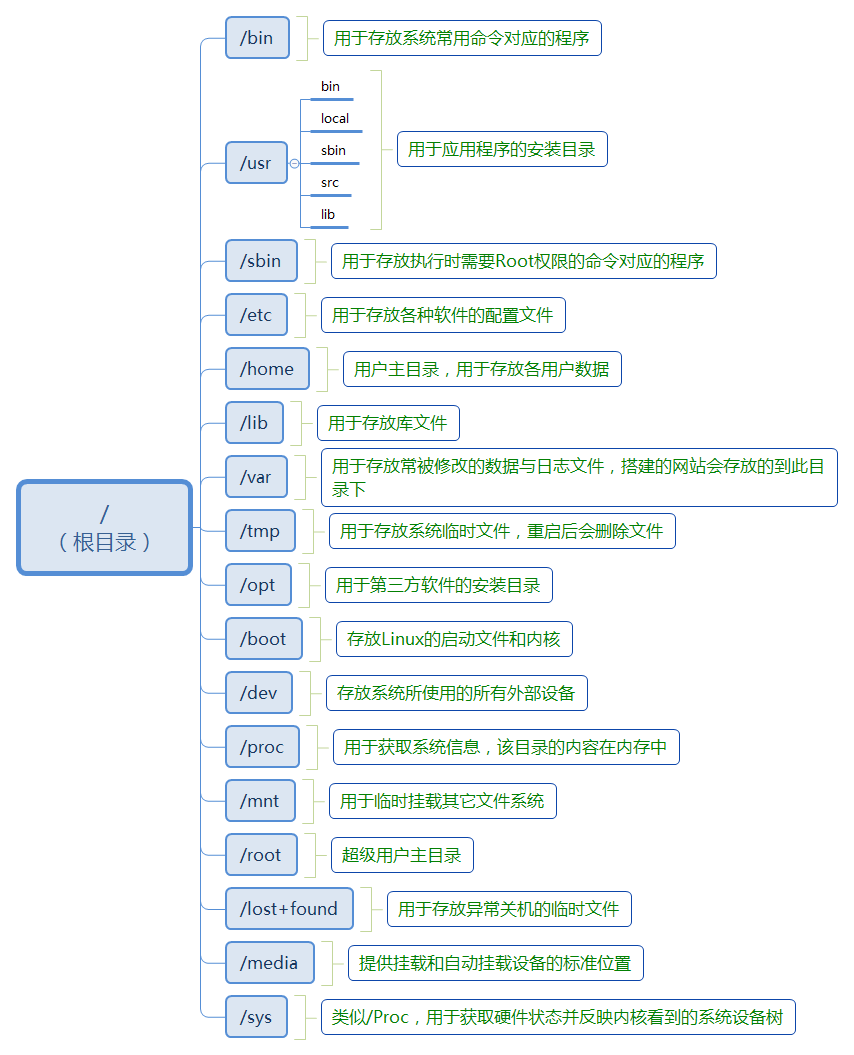 /
（根目录）
/bin
用于存放系统常用命令对应的程序
/usr
bin
local
sbin
src
lib
用于应用程序的安装目录
/sbin
用于存放执行时需要Root权限的命令对应的程序
/etc
用于存放各种软件的配置文件
/home
用户主目录，用于存放各用户数据
/lib
用于存放库文件
/var
用于存放常被修改的数据与日志文件，搭建的网站会存放的到此目
录下
/tmp
用于存放系统临时文件，重启后会删除文件
/opt
用于第三方软件的安装目录
/boot
存放Linux的启动文件和内核
/dev
存放系统所使用的所有外部设备
/proc
用于获取系统信息，该目录的内容在内存中
/mnt
用于临时挂载其它文件系统
/root
超级用户主目录
/lost+found
用于存放异常关机的临时文件
/media
提供挂载和自动挂载设备的标准位置
/sys
类似/Proc，用于获取硬件状态并反映内核看到的系统设备树